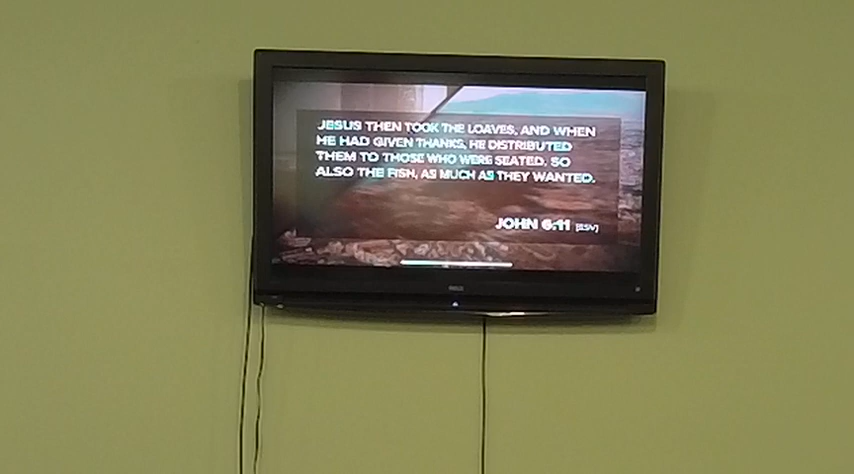 JESUS THEN TOOK THE LOAVES, AND WHEN
HE HAD GIVEN THANKS, HE DISTRIBUTED
THEM TO THOSE WHO WERE SEATED. SO
ALSO THE FISH, AS MUCH AS THEY WANTED.
JOHN 6:11 [ESV]
RCA